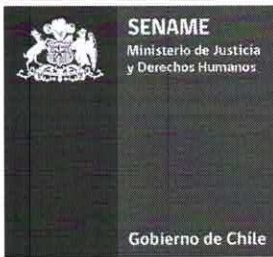 SENAME
Ministerio de Justicia
y Derechos Humanos
Gobierno de Chile